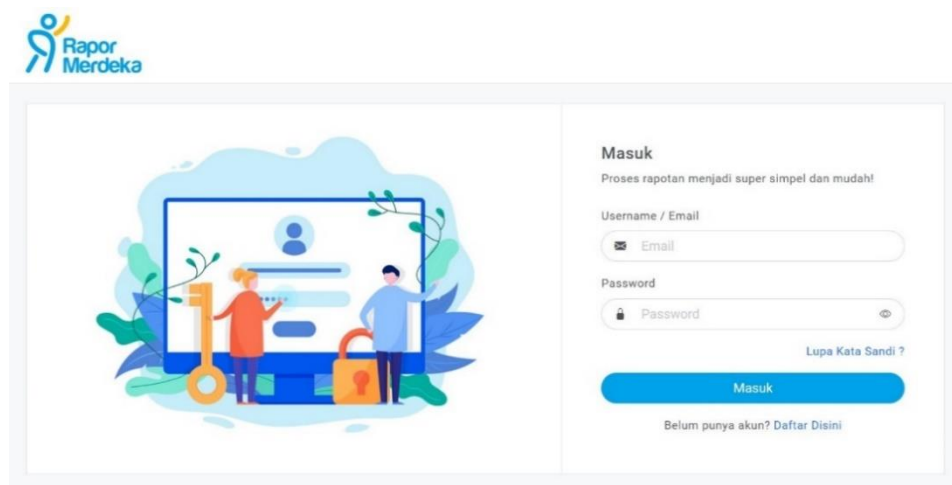 Rapor
Merdeka
Masuk
Proses rapotan menjadi super simpel dan mudah!
Username / Email
Email
Password
Password
Lupa Kata Sandi ?
Masuk
Belum punya akun? Daftar Disini